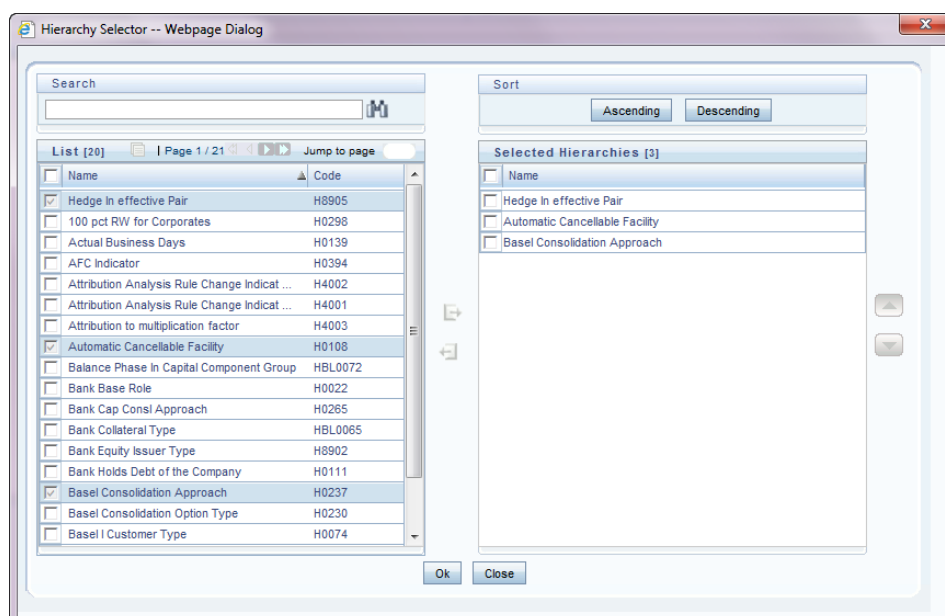 Hierarchy Selector -- Webpage Dialog
x
Search
Sort
Ascending Descending
List [20] | Page 1 / 21 Jump to page
Selected Hierarchies [3]
Name Code
Name
Hedge In effective Pair H8905
Hedge In effective Pair
100 pct RW for Corporates H0298
Automatic Cancellable Facility
Actual Business Days H0139
Basel Consolidation Approach
AFC Indicator H0394
Attribution Analysis Rule Change Indicat ... H4002
Attribution Analysis Rule Change Indicat ... H4001
Attribution to multiplication factor H4003
Automatic Cancellable Facility H0108
Balance Phase In Capital Component Group HBL0072
Bank Base Role H0022
Bank Cap Consl Approach H0265
Bank Collateral Type HBL0065
Bank Equity Issuer Type H8902
Bank Holds Debt of the Company H0111
Basel Consolidation Approach H0237
Basel Consolidation Option Type H0230
Basel I Customer Type H0074
Ok Close